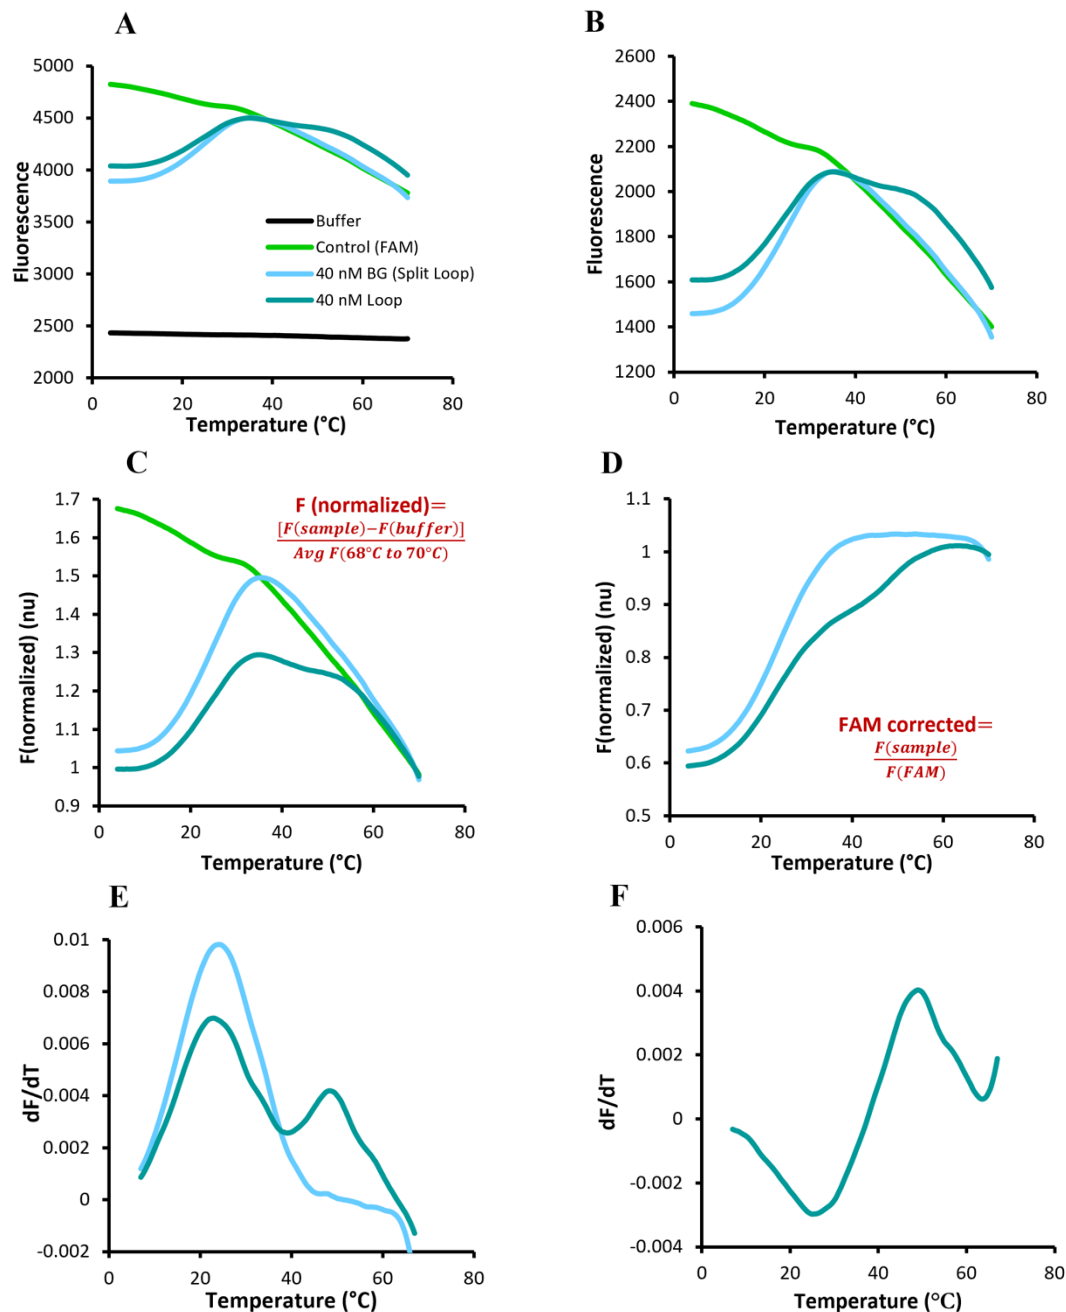 A
5000
4500
4000
3500
3000
2500
2000
Fluorescence
Buffer
Control (FAM)
40 nM BG (Split Loop)
40 nM Loop
0 20 40 60 80
Temperature (°C)
B
2600
2400
2200
2000
1800
1600
1400
1200
Fluorescence
0 20 40 60 80
Temperature (°C)
C
1.7
1.6
1.5
1.4
1.3
1.2
1.1
1
0.9
F(normalized) (nu)
F (normalized)=
[F(sample)−F(buffer)]
Avg F(68°C to 70°C)
0 20 40 60 80
Temperature (°C)
D
1.1
1
0.9
0.8
0.7
0.6
0.5
F(normalized) (nu)
FAM corrected=
F(sample)
F(FAM)
0 20 40 60 80
Temperature (°C)
E
0.01
0.008
0.006
0.004
0.002
0
-0.002
dF/dT
0 20 40 60 80
Temperature (°C)
F
0.006
0.004
0.002
0
-0.002
-0.004
dF/dT
0 20 40 60 80
Temperature (°C)